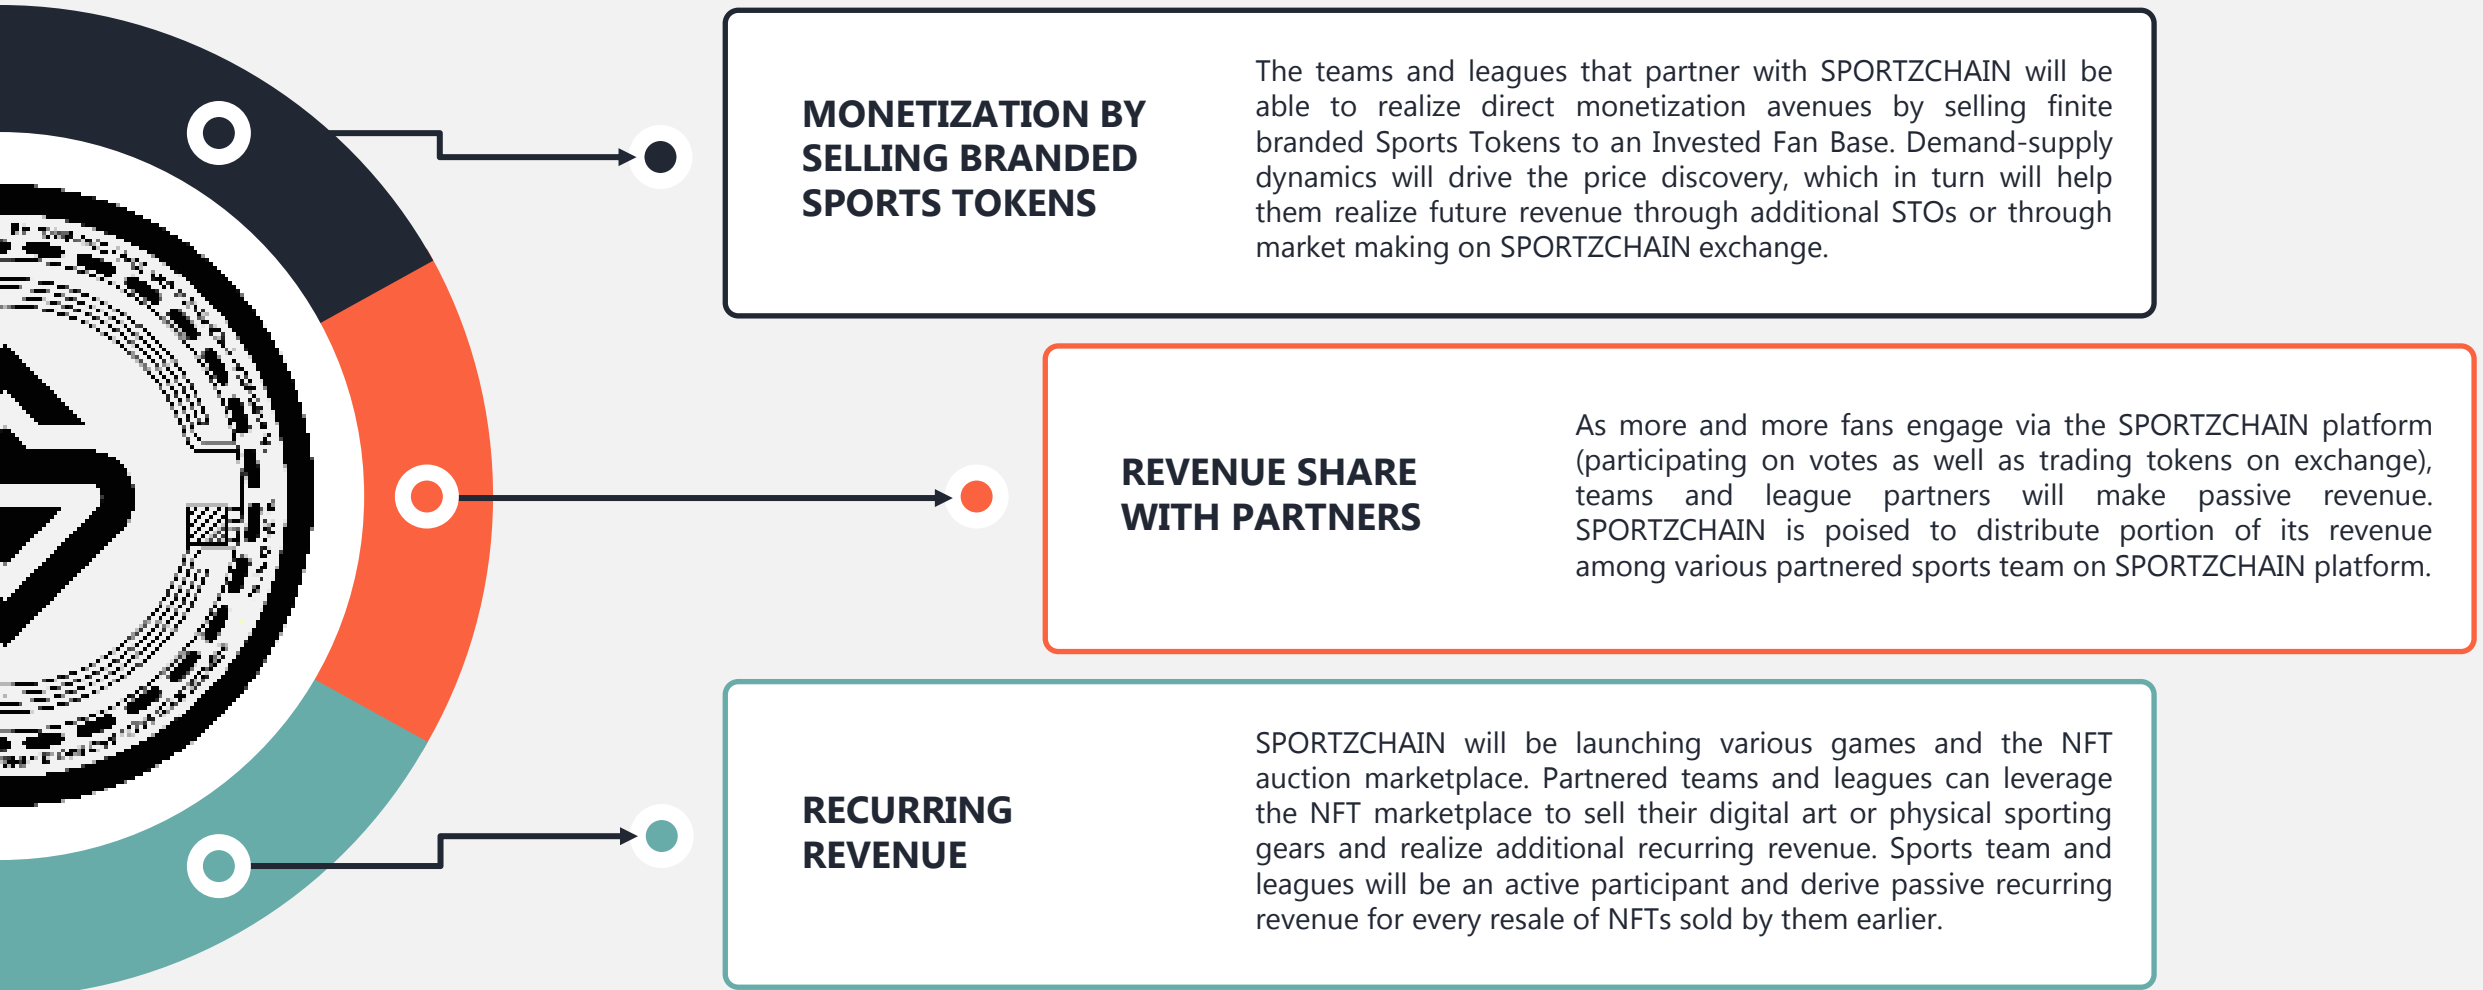 MONETIZATION BY
SELLING BRANDED
SPORTS TOKENS
The teams and leagues that partner with SPORTZCHAIN will be
able to realize direct monetization avenues by selling finite
branded Sports Tokens to an Invested Fan Base. Demand-supply
dynamics will drive the price discovery, which in turn will help
them realize future revenue through additional STOs or through
market making on SPORTZCHAIN exchange.
REVENUE SHARE
WITH PARTNERS
As more and more fans engage via the SPORTZCHAIN platform
(participating on votes as well as trading tokens on exchange),
teams and league partners will make passive revenue.
SPORTZCHAIN is poised to distribute portion of its revenue
among various partnered sports team on SPORTZCHAIN platform.
RECURRING
REVENUE
SPORTZCHAIN will be launching various games and the NFT
auction marketplace. Partnered teams and leagues can leverage
the NFT marketplace to sell their digital art or physical sporting
gears and realize additional recurring revenue. Sports team and
leagues will be an active participant and derive passive recurring
revenue for every resale of NFTs sold by them earlier.